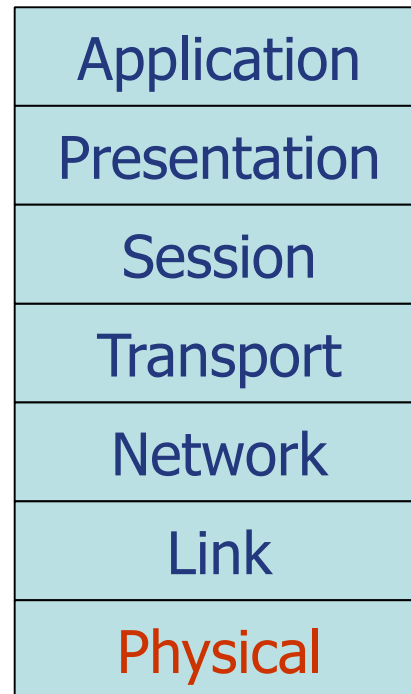 Application
Presentation
Session
Transport
Network
Link
Physical